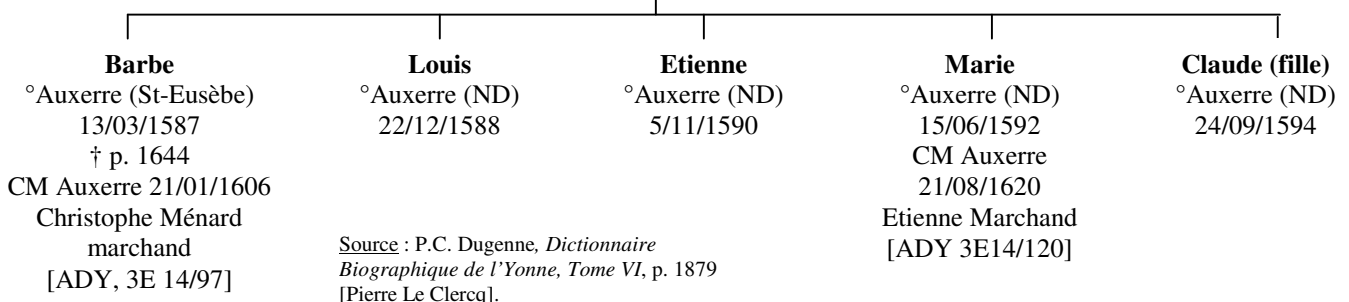 Barbe
°Auxerre (St-Eusèbe)
13/03/1587
† p. 1644
CM Auxerre 21/01/1606
Christophe Ménard
marchand
[ADY, 3E 14/97]
Louis
°Auxerre (ND)
22/12/1588
Etienne
°Auxerre (ND)
5/11/1590
Marie
°Auxerre (ND)
15/06/1592
CM Auxerre
21/08/1620
Etienne Marchand
[ADY 3E14/120]
Claude (fille)
°Auxerre (ND)
24/09/1594
Source : P.C. Dugenne, Dictionnaire
Biographique de l'Yonne, Tome VI, p. 1879
[Pierre Le Clercq].